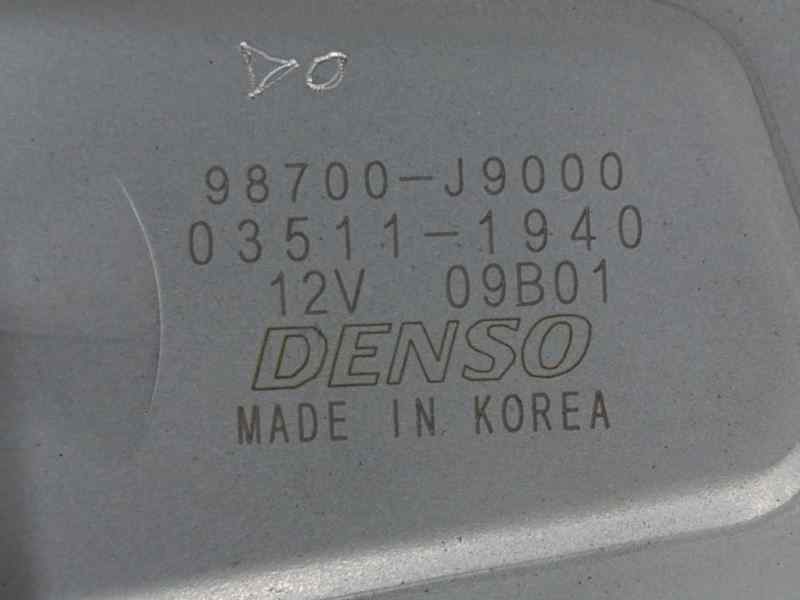 98700-J9000
03511-1940
12V 09B01
DENSO
MADE IN KOREA